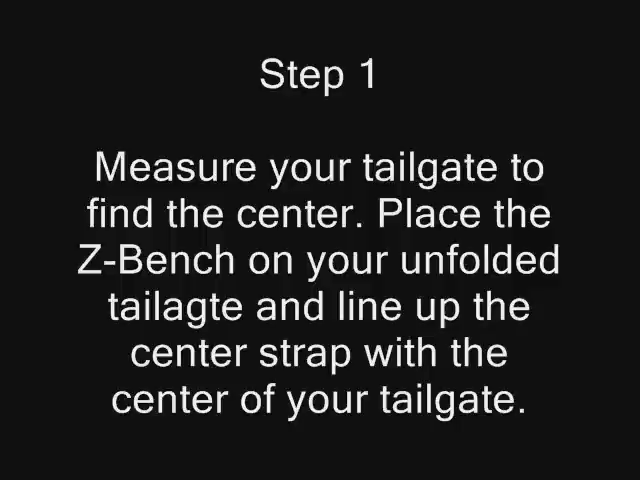 Step 1
Measure your tailgate to
find the center. Place the
Z-Bench on your unfolded
tailagte and line up the
center strap with the
center of your tailgate.